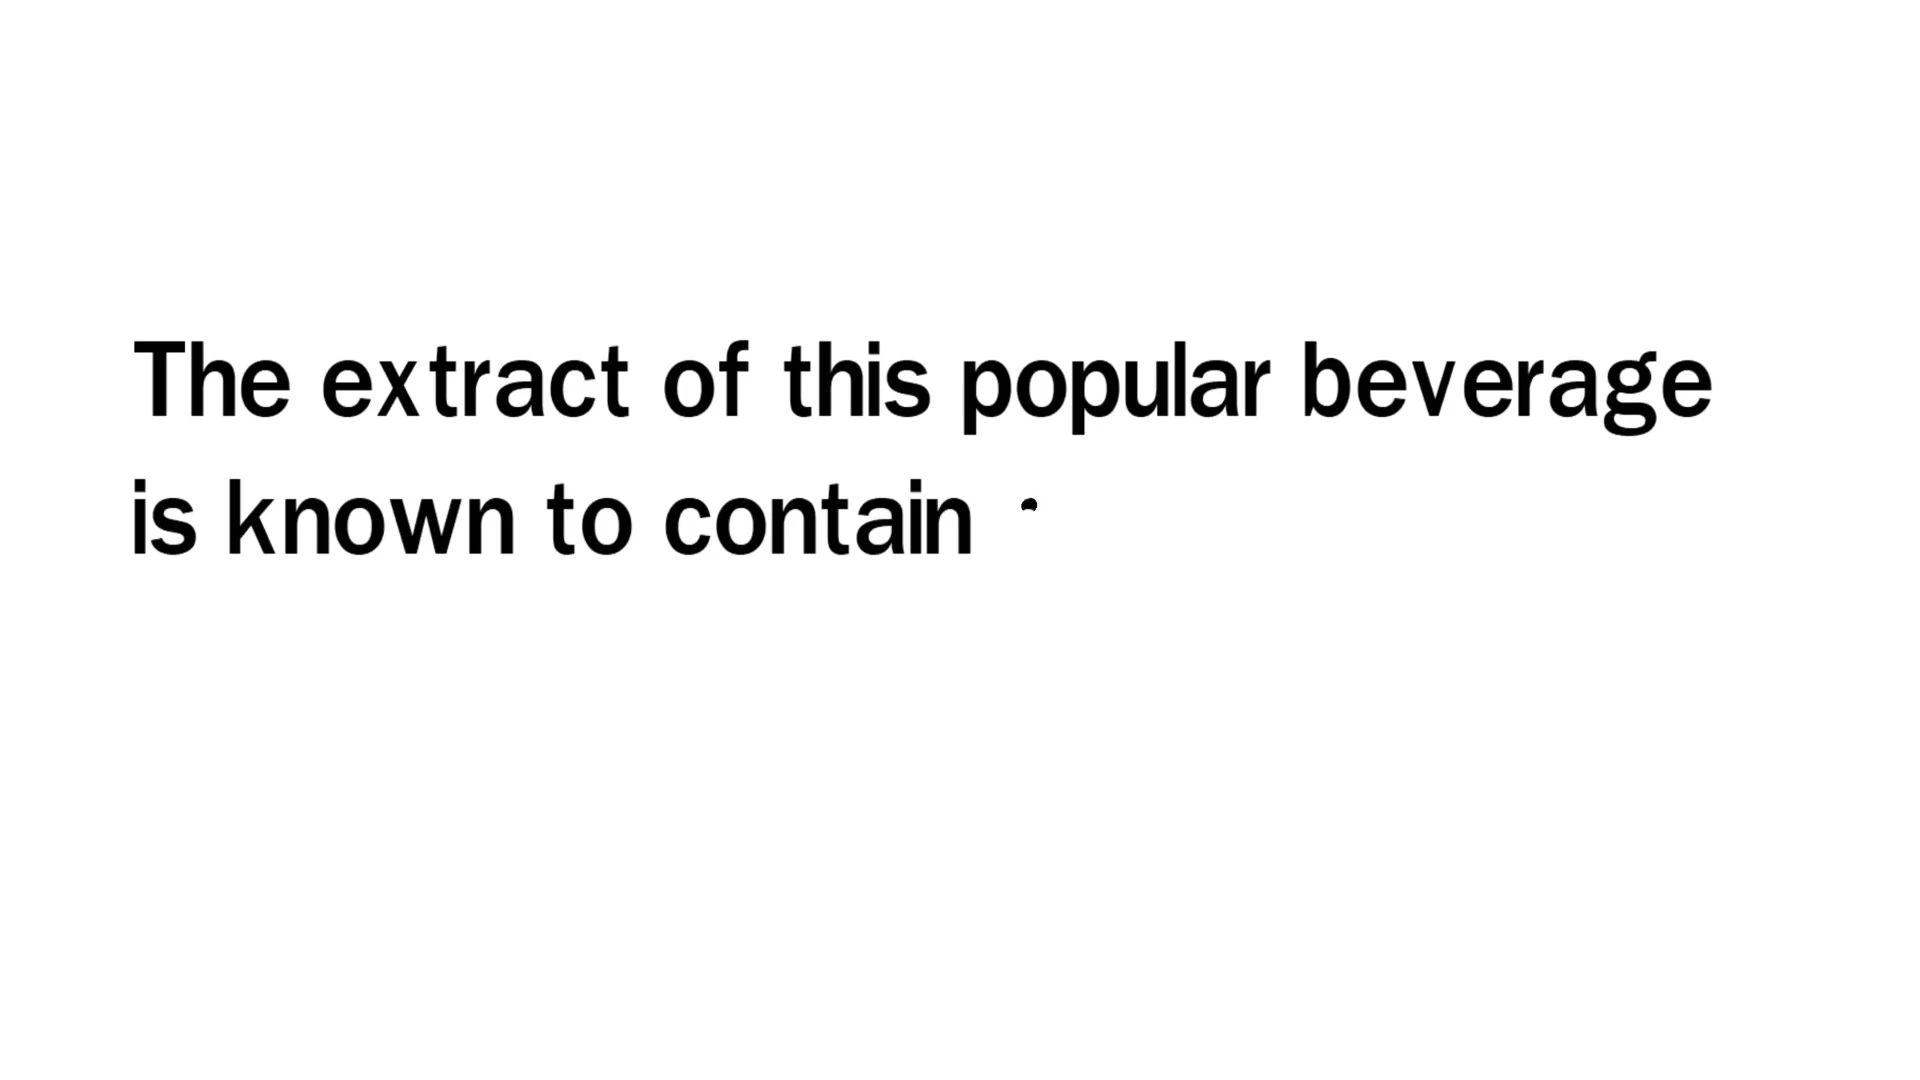 The extract of this popular beverage
is known to contain